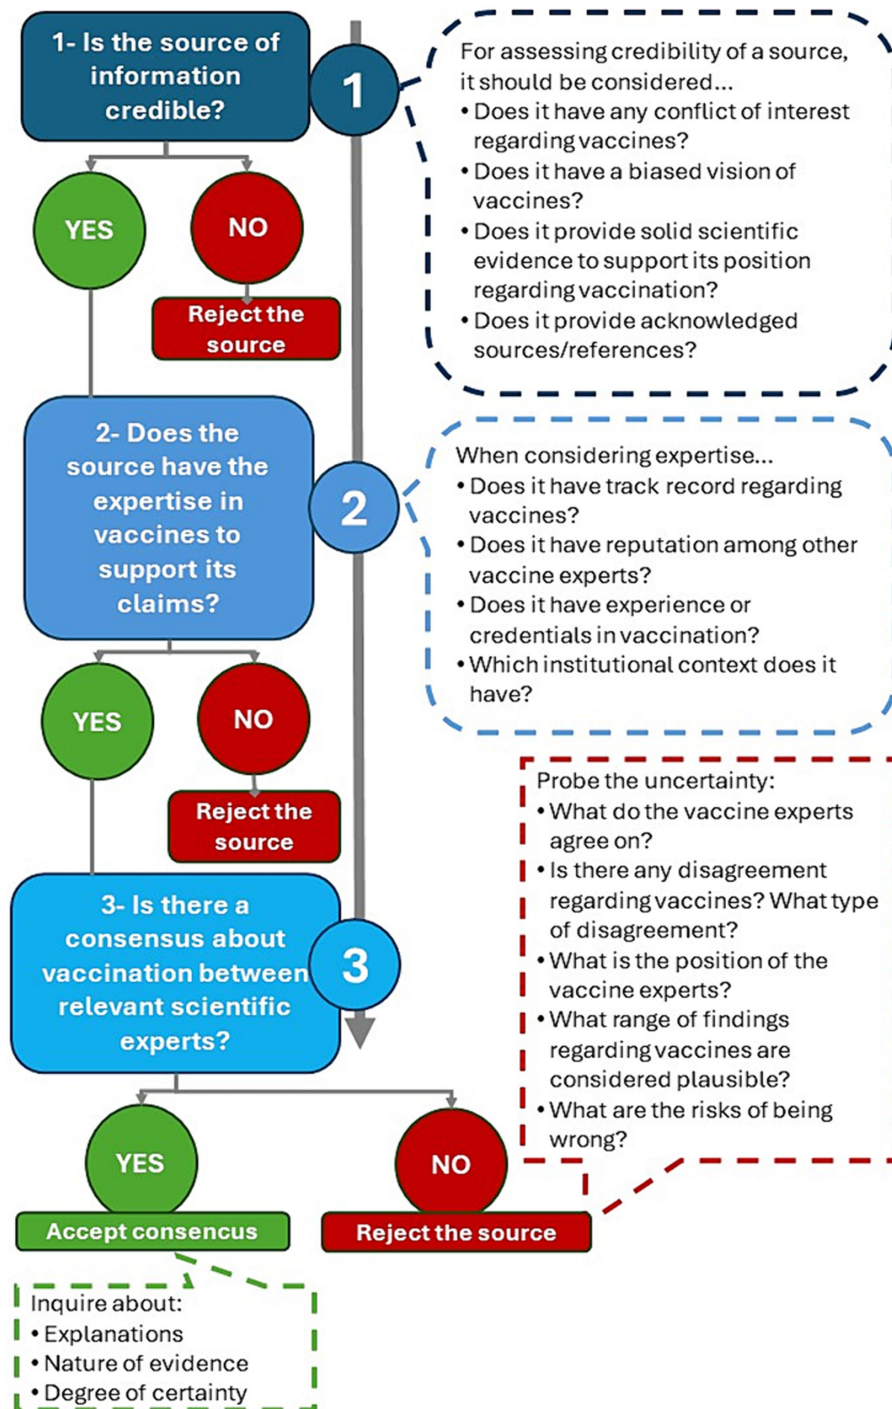 1- Is the source of
information
credible?
1
For assessing credibility of a source,
it should be considered...
• Does it have any conflict of interest
regarding vaccines?
• Does it have a biased vision of
vaccines?
• Does it provide solid scientific
evidence to support its position
regarding vaccination?
• Does it provide acknowledged
sources/references?
YES
NO
Reject the
source
2- Does the
source have the
expertise in
vaccines to
support its
claims?
2
When considering expertise...
• Does it have track record regarding
vaccines?
• Does it have reputation among other
vaccine experts?
• Does it have experience or
credentials in vaccination?
• Which institutional context does it
have?
YES
NO
Reject the
source
3- Is there a
consensus about
vaccination between
relevant scientific
experts?
3
Probe the uncertainty:
• What do the vaccine experts
agree on?
• Is there any disagreement
regarding vaccines? What type
of disagreement?
• What is the position of the
vaccine experts?
• What range of findings
regarding vaccines are
considered plausible?
• What are the risks of being
wrong?
YES
NO
Accept consencus
Reject the source
Inquire about:
• Explanations
• Nature of evidence
• Degree of certainty